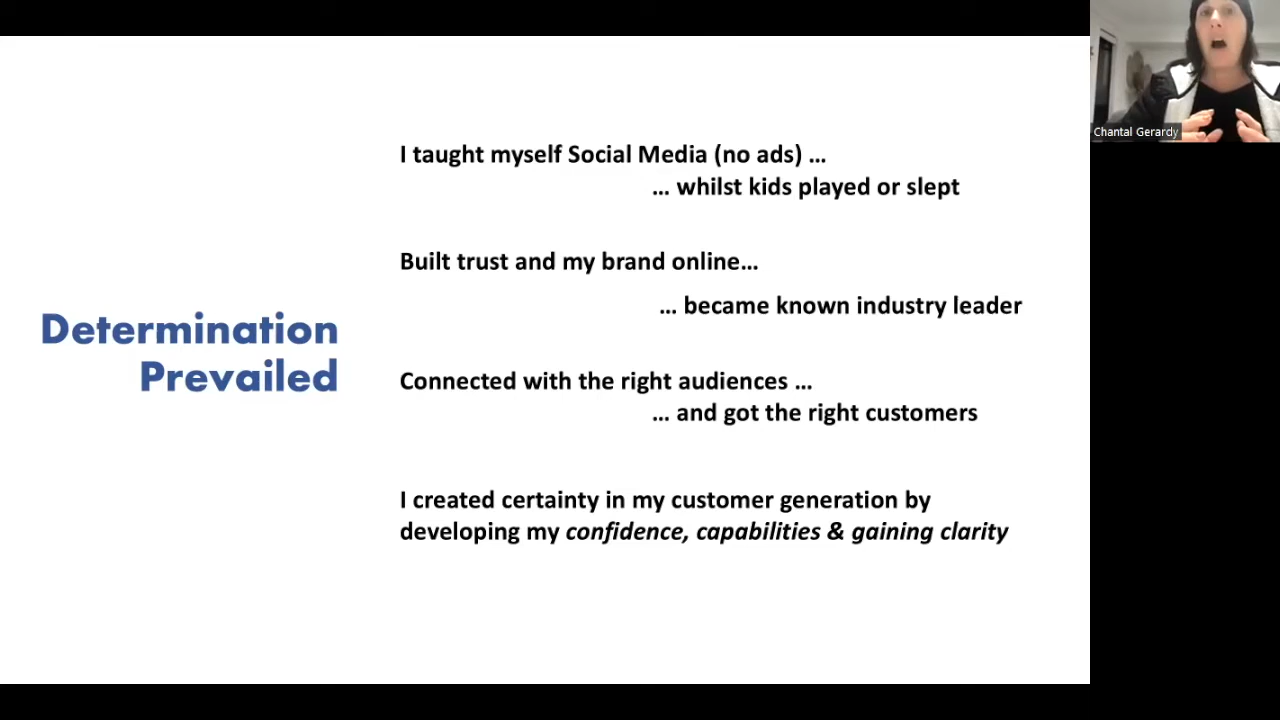 Determination
Prevailed
I taught myself Social Media (no ads) ...
... whilst kids played or slept
Built trust and my brand online...
... became known industry leader
Connected with the right audiences ...
... and got the right customers
I created certainty in my customer generation by
developing my confidence, capabilities & gaining clarity
Chantal Gerardy